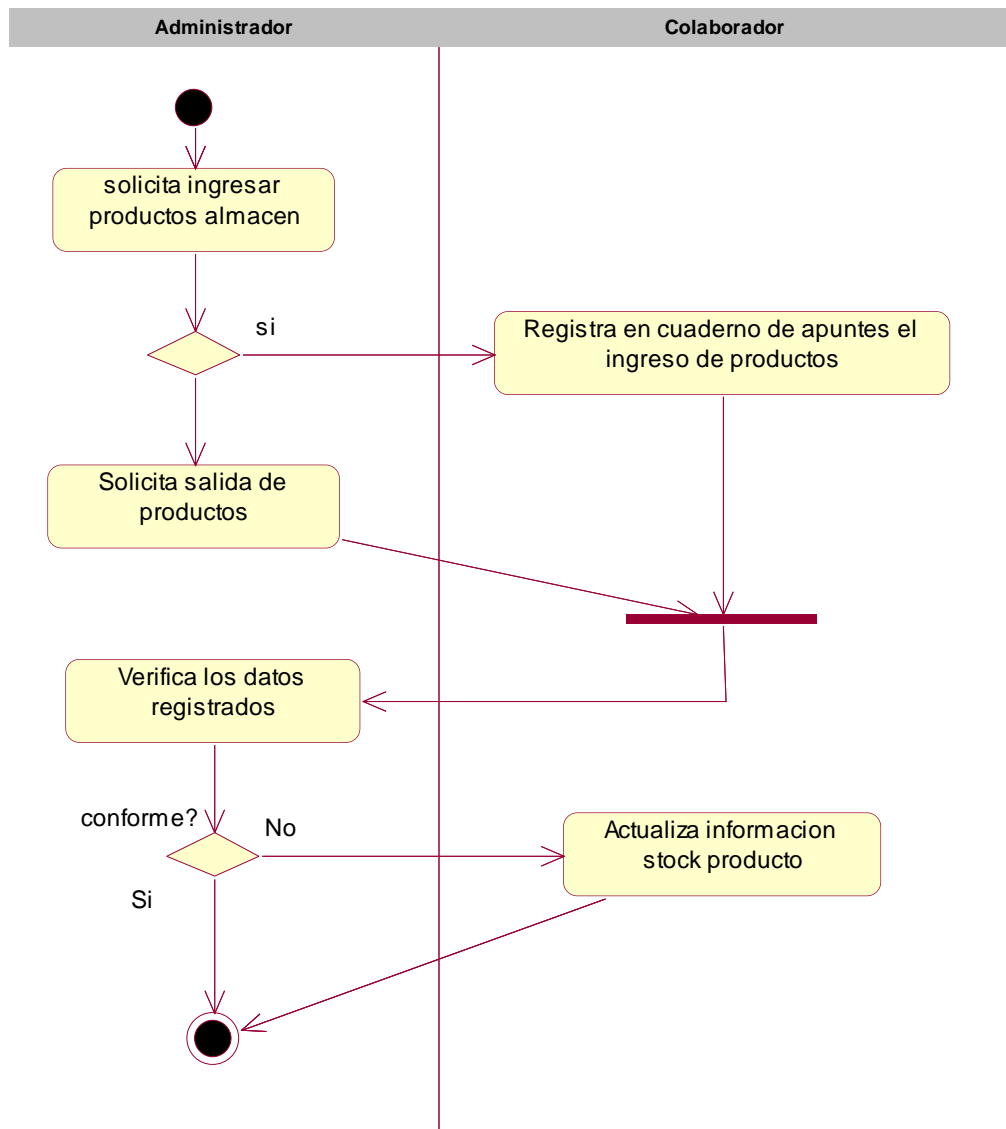 Administrador
Colaborador
solicita ingresar
productos almacen
si
Registra en cuaderno de apuntes el
ingreso de productos
Solicita salida de
productos
Verifica los datos
registrados
conforme?
No
Actualiza informacion
stock producto
Si